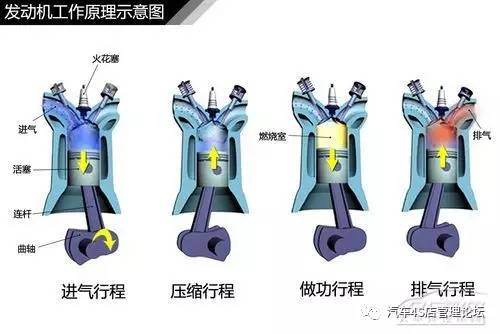 发动机工作原理示意图
火花塞
进气
活塞
连杆
曲轴
燃烧室
排气
进气行程
压缩行程
做功行程
排气行程
汽车4S店管理论坛